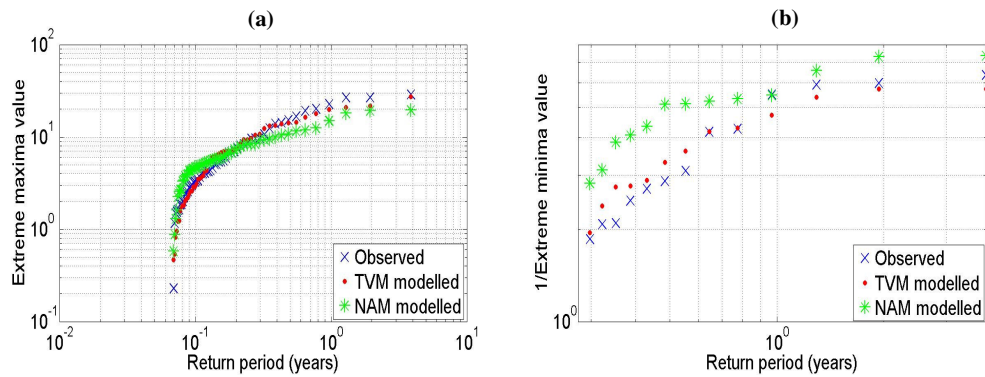 (a)
Extreme maxima value
10^2
10^1
10^0
10^-1
10^-2
10^-1
10^0
10^1
Return period (years)
Observed
TVM modelled
NAM modelled
(b)
1/Extreme minima value
10^0
10^0
Return period (years)
Observed
TVM modelled
NAM modelled